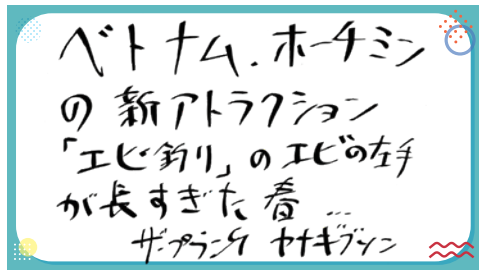 ベトナム.ホーチミン
の新アトラクション
「エビ釣り」のエビの左手
が長すぎた春…
ザ・プラン9 ヤナギブソン